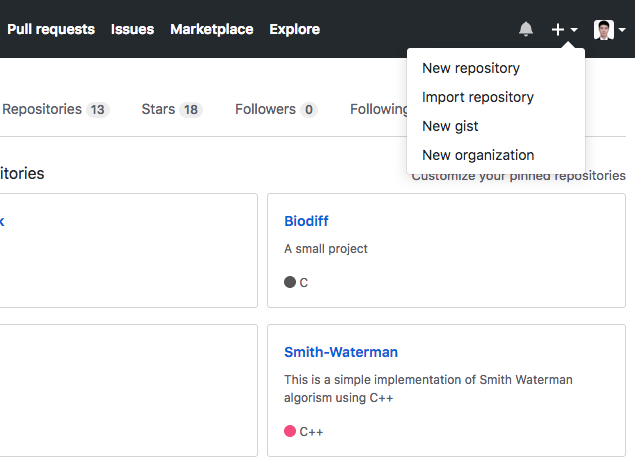 Pull requests Issues Marketplace Explore
New repository
Import repository
New gist
New organization
Repositories 13 Stars 18 Followers 0 Following
itories
Customize your pinned repositories
k
Biodiff
A small project
C
Smith-Waterman
This is a simple implementation of Smith Waterman
algorism using C++
C++